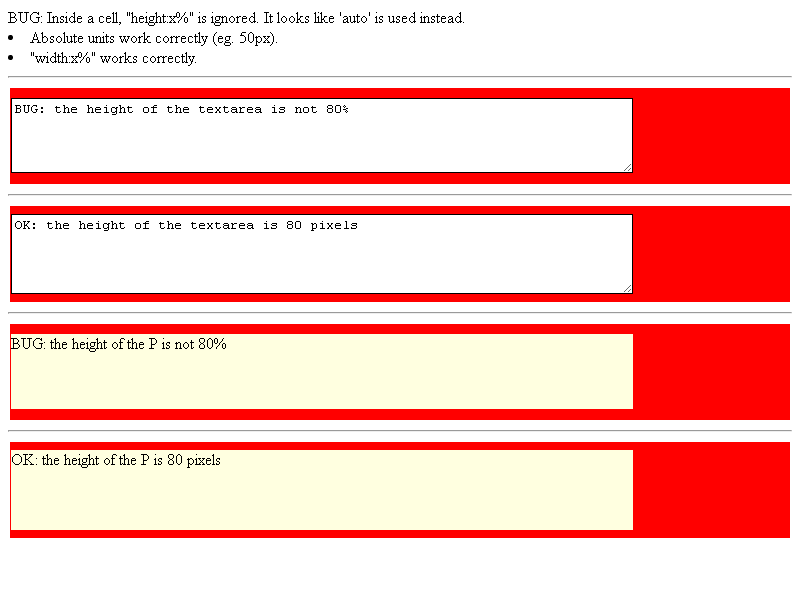 BUG: Inside a cell, "height:x%" is ignored. It looks like 'auto' is used instead.
• Absolute units work correctly (eg. 50px).
• "width:x%" works correctly.
BUG: the height of the textarea is not 80%
OK: the height of the textarea is 80 pixels
BUG: the height of the P is not 80%
OK: the height of the P is 80 pixels